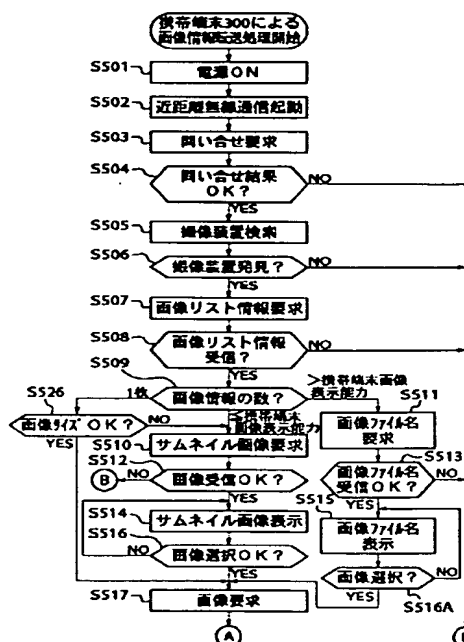 携帯端末300による
画像情報転送処理開始
S501
電源ON
S502
近距離無線通信起動
S503
問い合せ要求
S504
問い合せ結果
OK?
NO
YES
S505
撮像装置検索
S506
撮像装置発見?
NO
YES
S507
画像リスト情報要求
S508
画像リスト情報
受信?
NO
YES
S509
画像情報の数?
1枚
>携帯端末画像
表示能力
≤携帯端末
画像表示能力
S526
画像サイズ OK?
NO
YES
S510
サムネイル画像要求
S511
画像ファイル名
要求
S512
画像受信OK?
NO
B
YES
S513
画像ファイル名
受信OK?
NO
YES
S514
サムネイル画像表示
S515
画像ファイル名
表示
S516
画像選択OK?
NO
YES
画像選択?
NO
YES
S516A
S517
画像要求
A